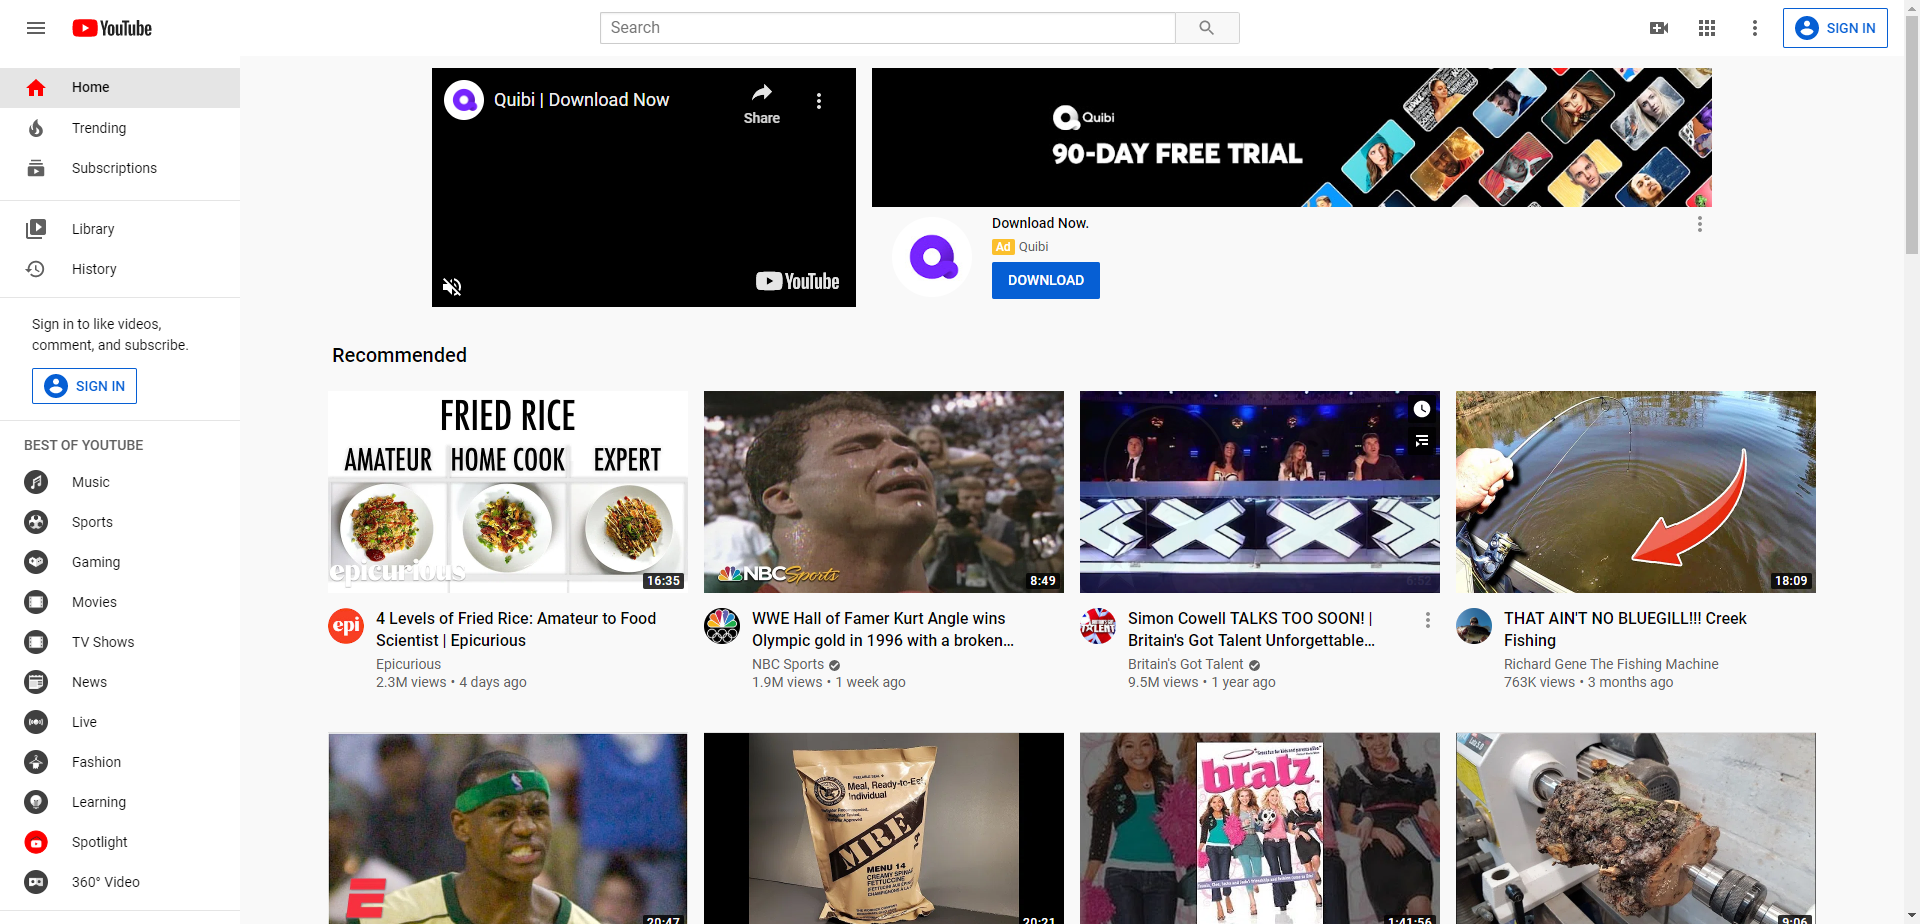 YouTube
Search
SIGN IN
Home
Trending
Subscriptions
Library
History
Sign in to like videos,
comment, and subscribe.
SIGN IN
BEST OF YOUTUBE
Music
Sports
Gaming
Movies
TV Shows
News
Live
Fashion
Learning
Spotlight
360° Video
Quibi | Download Now
Share
YouTube
Quibi
90-DAY FREE TRIAL
Download Now.
Ad Quibi
DOWNLOAD
Recommended
FRIED RICE
AMATEUR HOME COOK EXPERT
epicurious
16:35
epi
4 Levels of Fried Rice: Amateur to Food
Scientist | Epicurious
Epicurious
2.3M views • 4 days ago
NBC Sports
8:49
WWE Hall of Famer Kurt Angle wins
Olympic gold in 1996 with a broken...
NBC Sports
1.9M views • 1 week ago
6:52
TALENT
Simon Cowell TALKS TOO SOON! |
Britain's Got Talent Unforgettable...
Britain's Got Talent
9.5M views • 1 year ago
18:09
THAT AIN'T NO BLUEGILL!!! Creek
Fishing
Richard Gene The Fishing Machine
763K views • 3 months ago
E
20:47
Meal, Ready-to-Eat
Individual
MRE
MENU 14
CREAMY SPINACH
FETTUCCINE
20:21
bratz
1:41:56
9:06